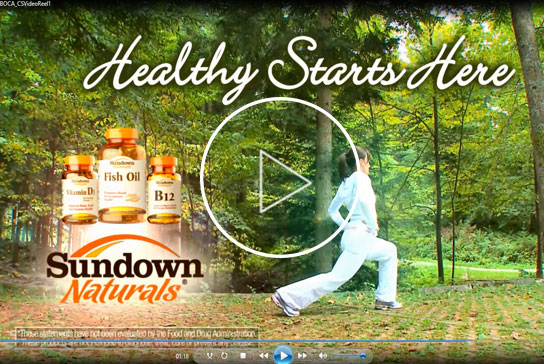 BOCA_CSVideoReel1
Healthy Starts Here
Sundown
Fish Oil
Vitamin D3
B12
Sundown
Naturals®
*These statements have not been evaluated by the Food and Drug Administration.
01:18